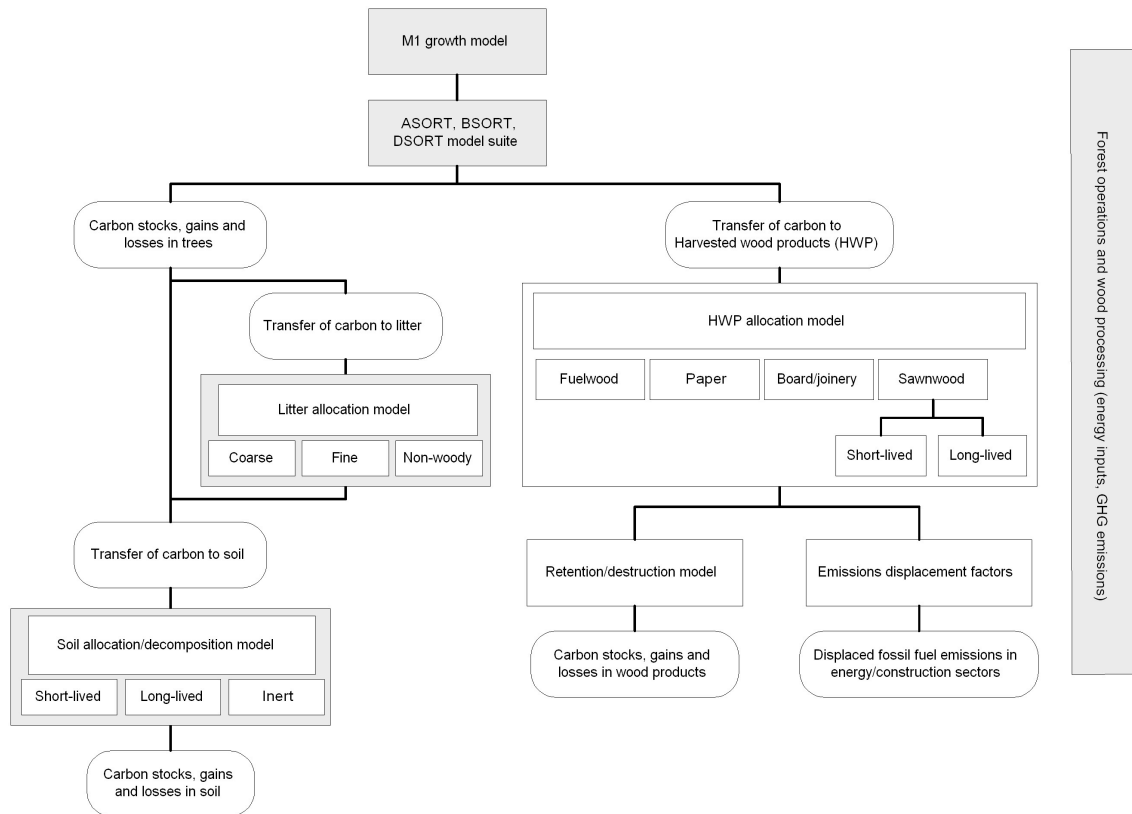 M1 growth model
ASORT, BSORT,
DSORT model suite
Carbon stocks, gains and
losses in trees
Transfer of carbon to
Harvested wood products (HWP)
Transfer of carbon to litter
HWP allocation model
Fuelwood
Paper
Board/joinery
Sawnwood
Short-lived
Long-lived
Litter allocation model
Coarse
Fine
Non-woody
Transfer of carbon to soil
Retention/destruction model
Emissions displacement factors
Soil allocation/decomposition model
Short-lived
Long-lived
Inert
Carbon stocks, gains and
losses in wood products
Displaced fossil fuel emissions in
energy/construction sectors
Carbon stocks, gains
and losses in soil
Forest operations and wood processing (energy inputs, GHG emissions)